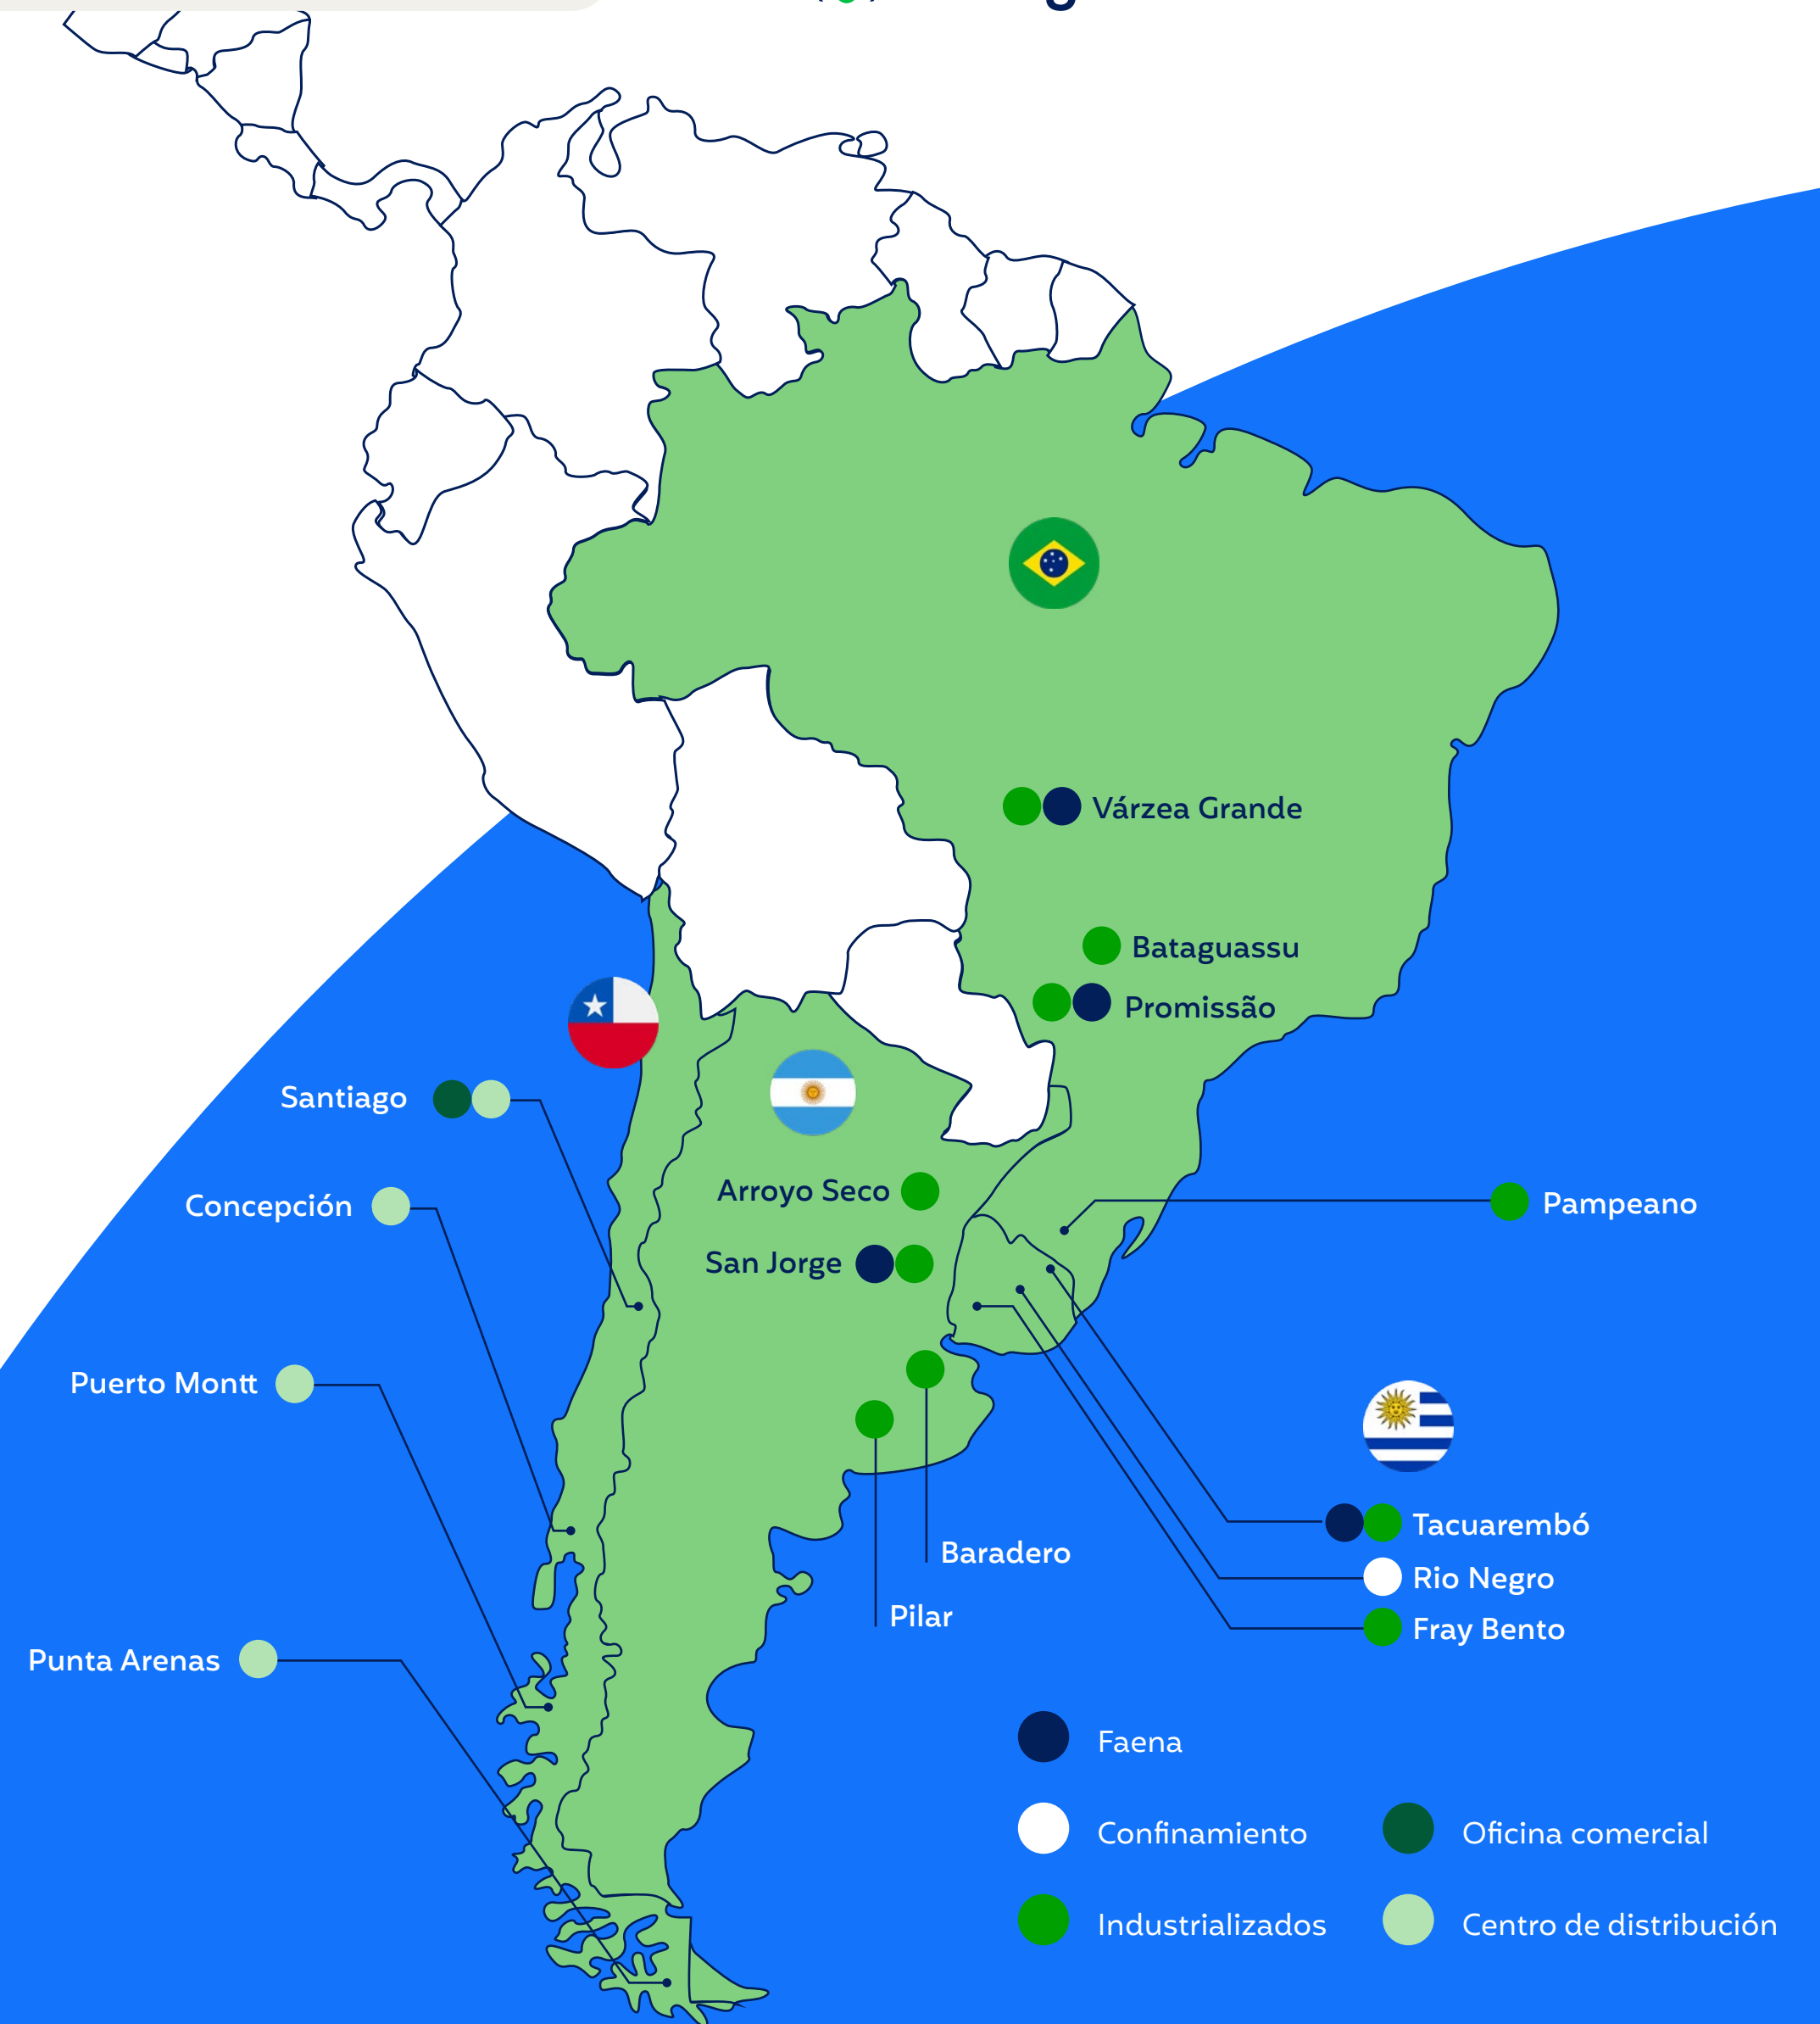 Várzea Grande
Bataguassu
Promissão
Santiago
Concepción
Arroyo Seco
Pampeano
San Jorge
Puerto Montt
Tacuarembó
Baradero
Rio Negro
Pilar
Fray Bento
Punta Arenas
Faena
Confinamiento
Oficina comercial
Industrializados
Centro de distribución